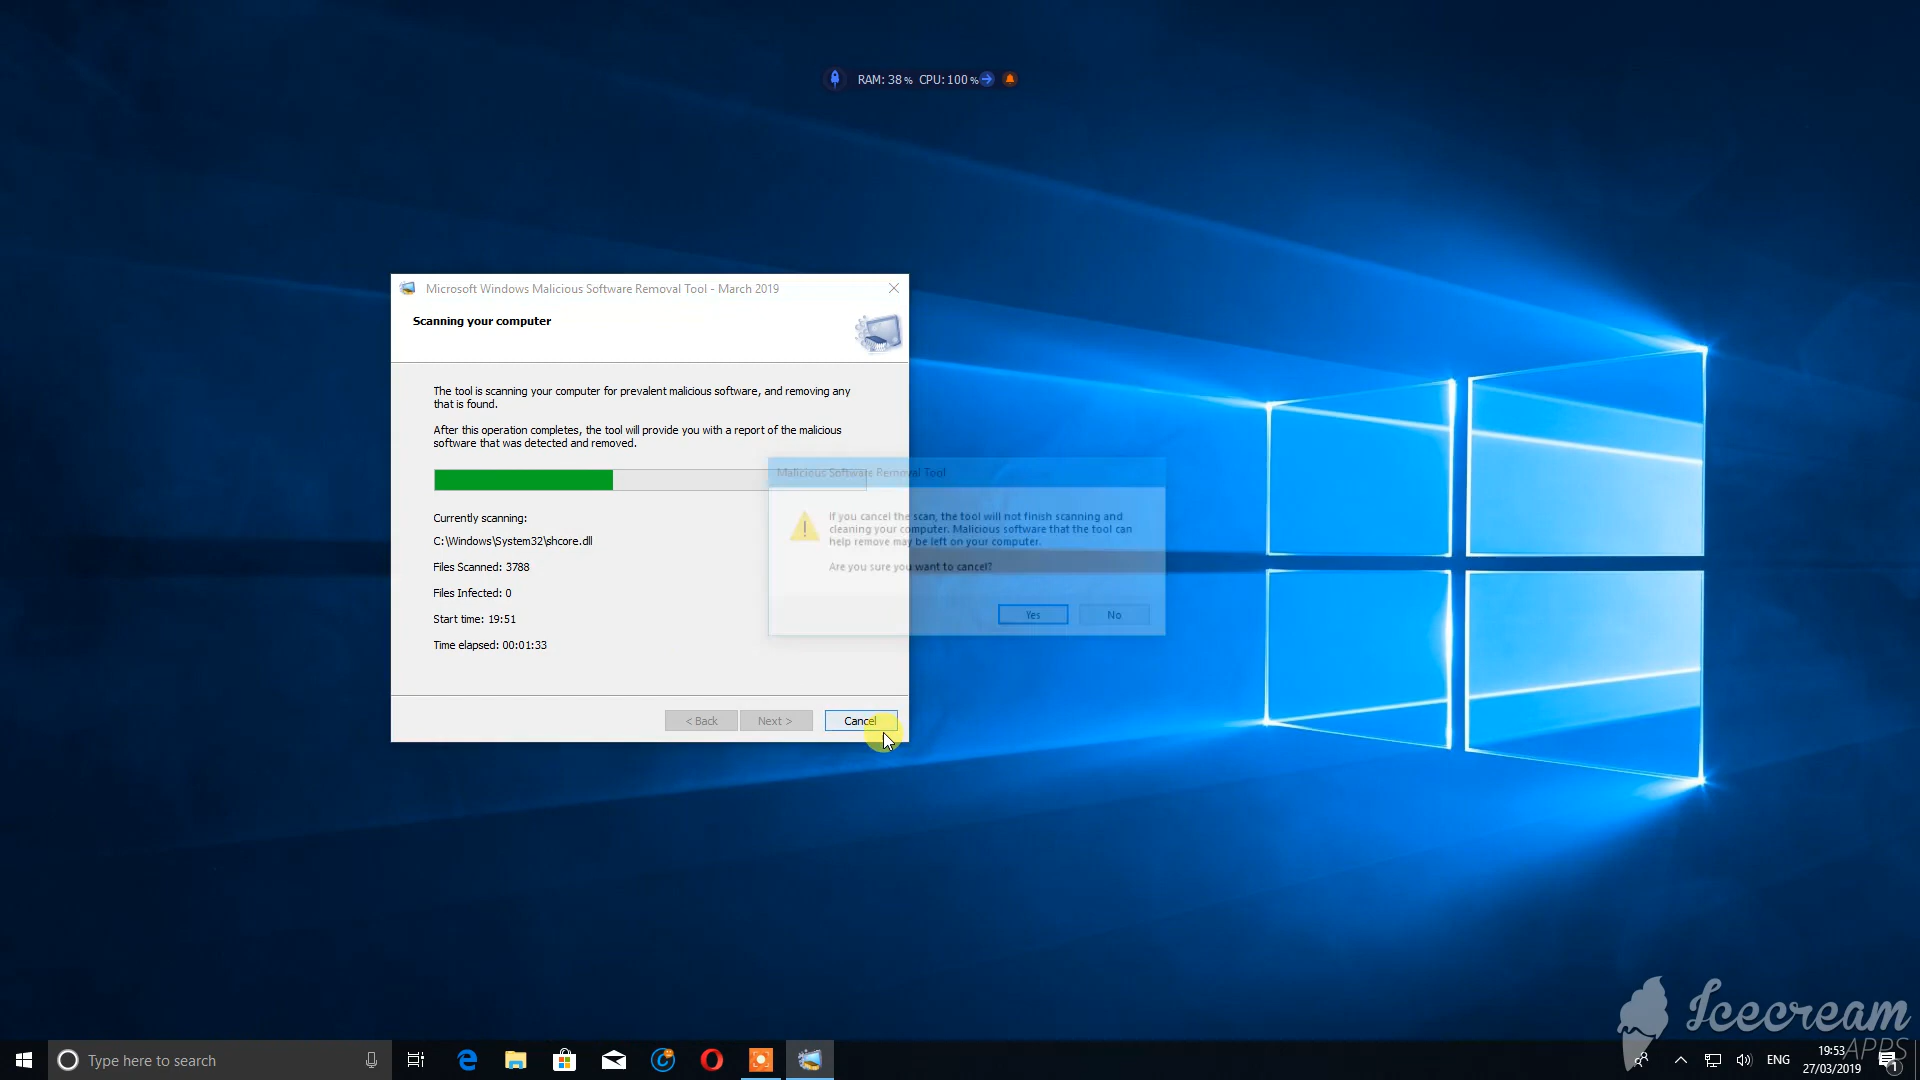 RAM: 38 % CPU: 100 %
Microsoft Windows Malicious Software Removal Tool - March 2019
Scanning your computer
The tool is scanning your computer for prevalent malicious software, and removing any
that is found.
After this operation completes, the tool will provide you with a report of the malicious
software that was detected and removed.
Malicious Software Removal Tool
If you cancel the scan, the tool will not finish scanning and
cleaning your computer. Malicious software that the tool can
help remove may be left on your computer.
Are you sure you want to cancel?
Yes No
Currently scanning:
C:\Windows\System32\shcore.dll
Files Scanned: 3788
Files Infected: 0
Start time: 19:51
Time elapsed: 00:01:33
< Back Next > Cancel
Icecream
APPS
Type here to search
ENG
19:53
27/03/2019
1